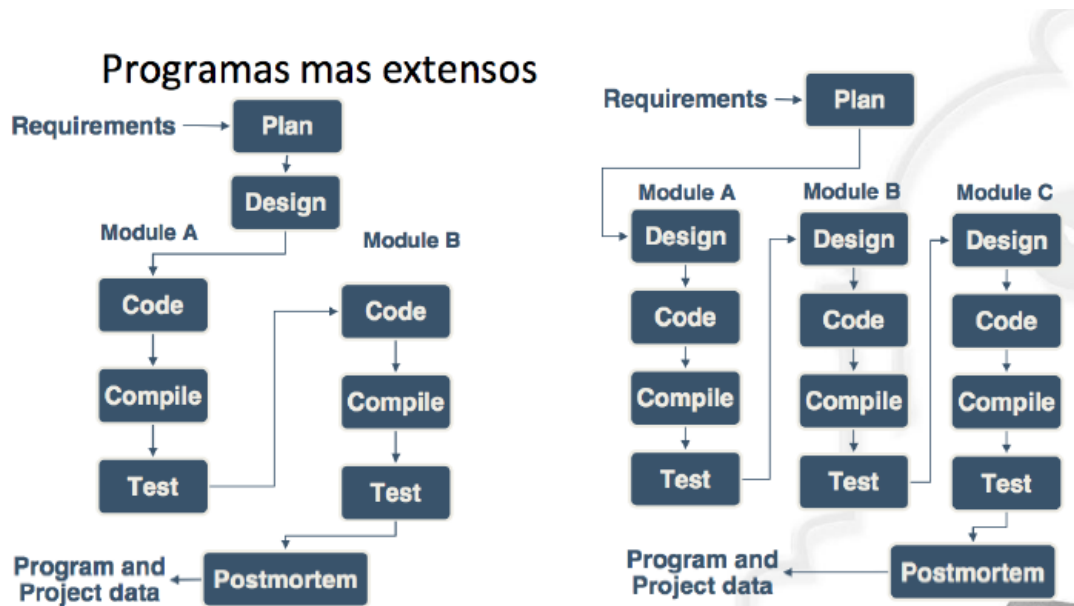 Programas mas extensos
Requirements
Plan
Design
Module A
Module B
Code
Compile
Test
Code
Compile
Test
Postmortem
Program and
Project data
Requirements
Plan
Module A
Module B
Module C
Design
Code
Compile
Test
Design
Code
Compile
Test
Design
Code
Compile
Test
Postmortem
Program and
Project data